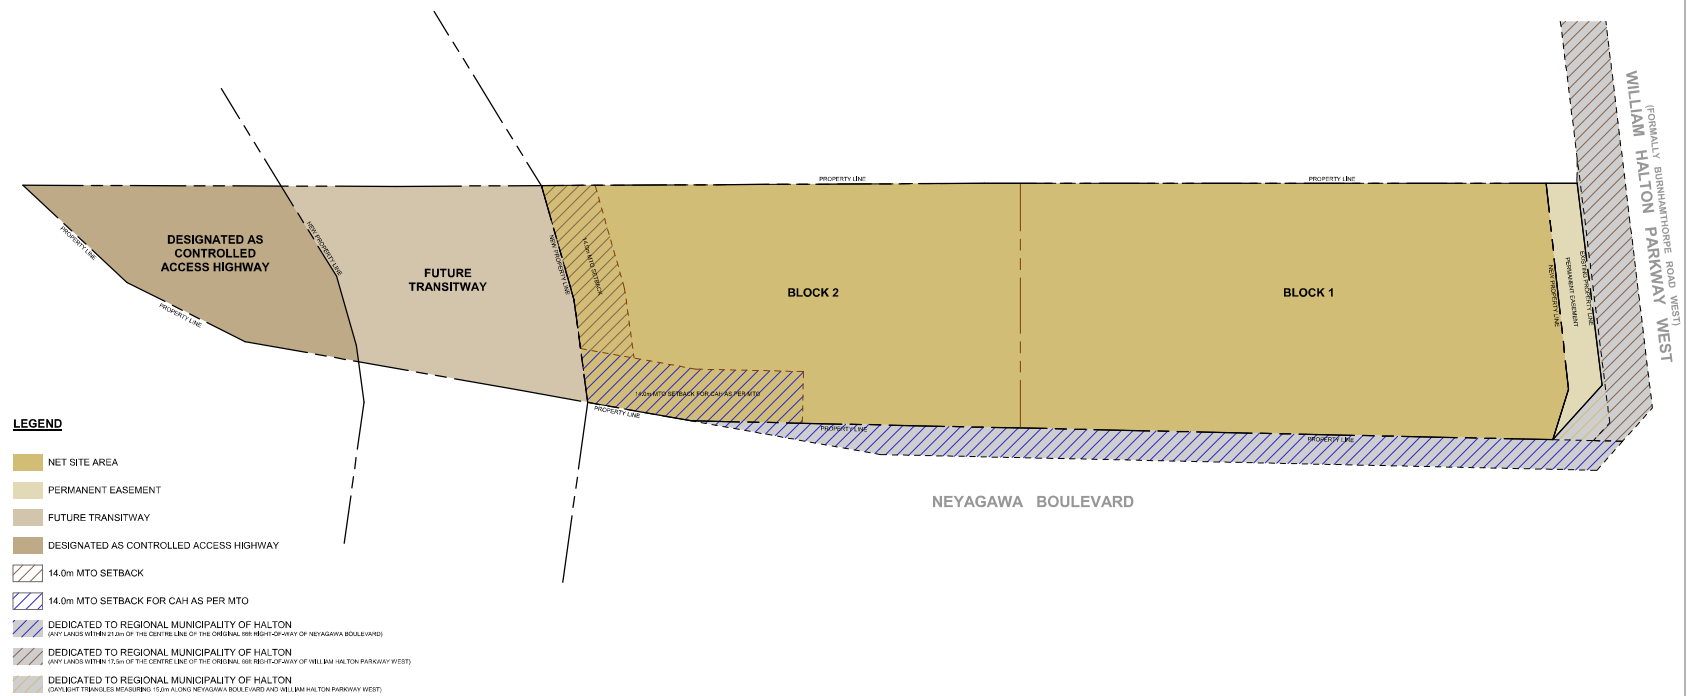 PROPERTY LINE
PROPERTY LINE
WILLIAM HALTON PARKWAY WEST
(FORMALLY BURNHAMTHORPE ROAD WEST)
PROPERTY LINE
PROPERTY LINE
DESIGNATED AS
CONTROLLED
ACCESS HIGHWAY
NEW PROPERTY LINE
FUTURE
TRANSITWAY
NEW PROPERTY LINE
14.0m MTO SETBACK
BLOCK 2
BLOCK 1
NEW PROPERTY LINE
PERMANENT EASEMENT
EXISTING PROPERTY LINE
14.0m MTO SETBACK FOR CAH AS PER MTO
PROPERTY LINE
PROPERTY LINE
PROPERTY LINE
NEYAGAWA BOULEVARD
LEGEND
NET SITE AREA
PERMANENT EASEMENT
FUTURE TRANSITWAY
DESIGNATED AS CONTROLLED ACCESS HIGHWAY
14.0m MTO SETBACK
14.0m MTO SETBACK FOR CAH AS PER MTO
DEDICATED TO REGIONAL MUNICIPALITY OF HALTON
(ANY LANDS WITHIN 21.0m OF THE CENTRE LINE OF THE ORIGINAL 66ft RIGHT-OF-WAY OF NEYAGAWA BOULEVARD)
DEDICATED TO REGIONAL MUNICIPALITY OF HALTON
(ANY LANDS WITHIN 17.5m OF THE CENTRE LINE OF THE ORIGINAL 66ft RIGHT-OF-WAY OF WILLIAM HALTON PARKWAY WEST)
DEDICATED TO REGIONAL MUNICIPALITY OF HALTON
(DAYLIGHT TRIANGLES MEASURING 15.0m ALONG NEYAGAWA BOULEVARD AND WILLIAM HALTON PARKWAY WEST)